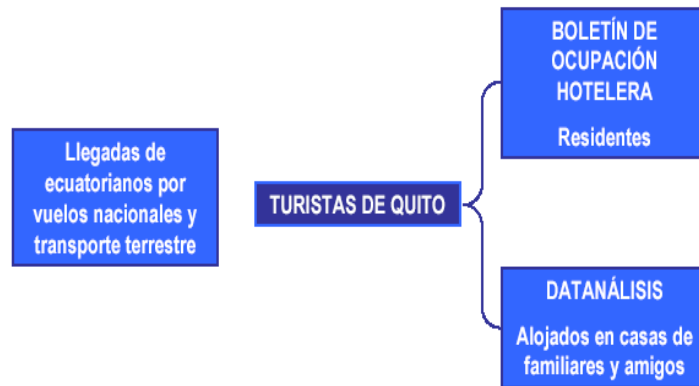 Llegadas de
ecuatorianos por
vuelos nacionales y
transporte terrestre
TURISTAS DE QUITO
BOLETÍN DE
OCUPACIÓN
HOTELERA
Residentes
DATANÁLISIS
Alojados en casas de
familiares y amigos